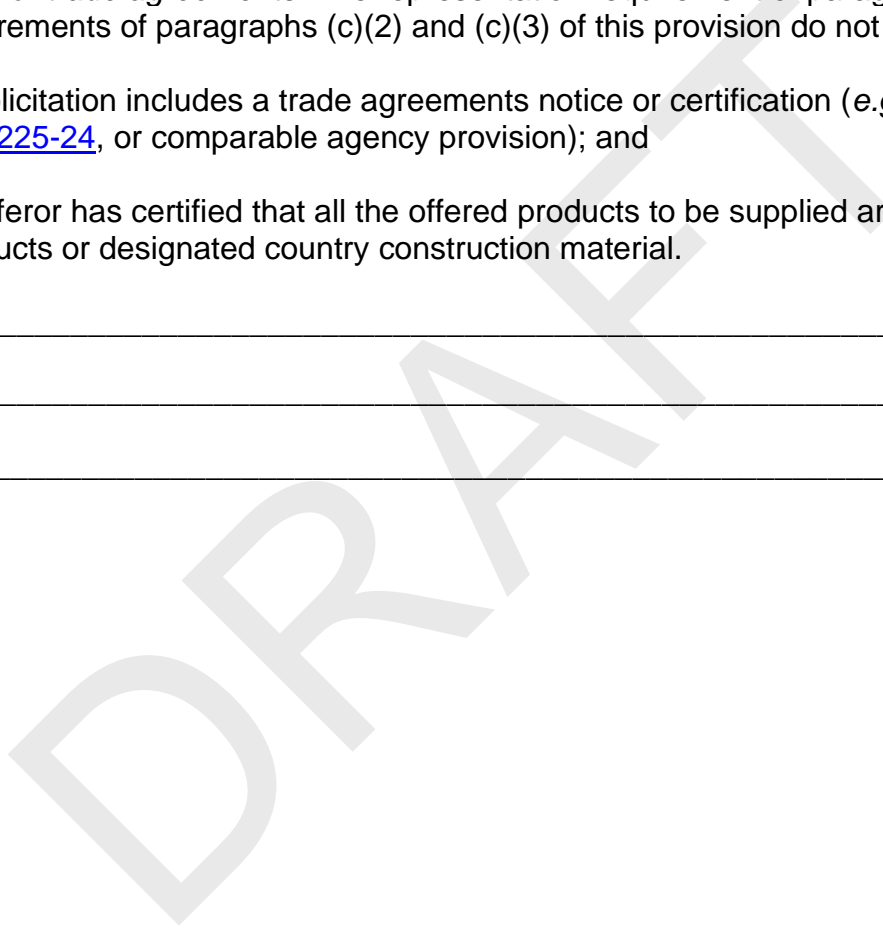 trade agreements
rements of paragraphs (c)(2) and (c)(3) of this provision do not
licitation includes a trade agreements notice or certification (e.g
225-24, or comparable agency provision); and
feror has certified that all the offered products to be supplied ar
ucts or designated country construction material.
DRAFT